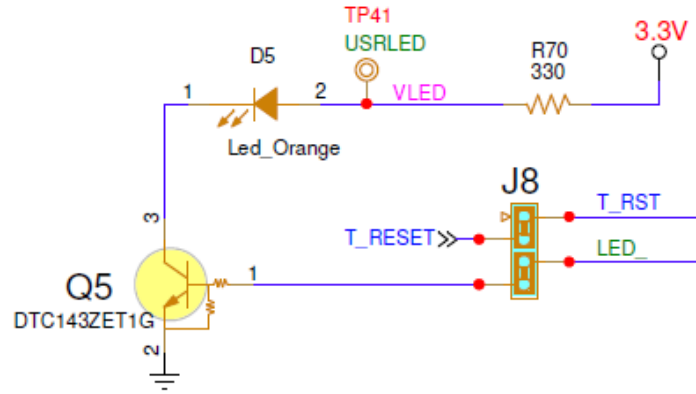 TP41
USRLED
3.3V
D5
R70
330
1
2
VLED
Led_Orange
J8
3
T_RST
T_RESET
LED_
Q5
1
DTC143ZET1G
2